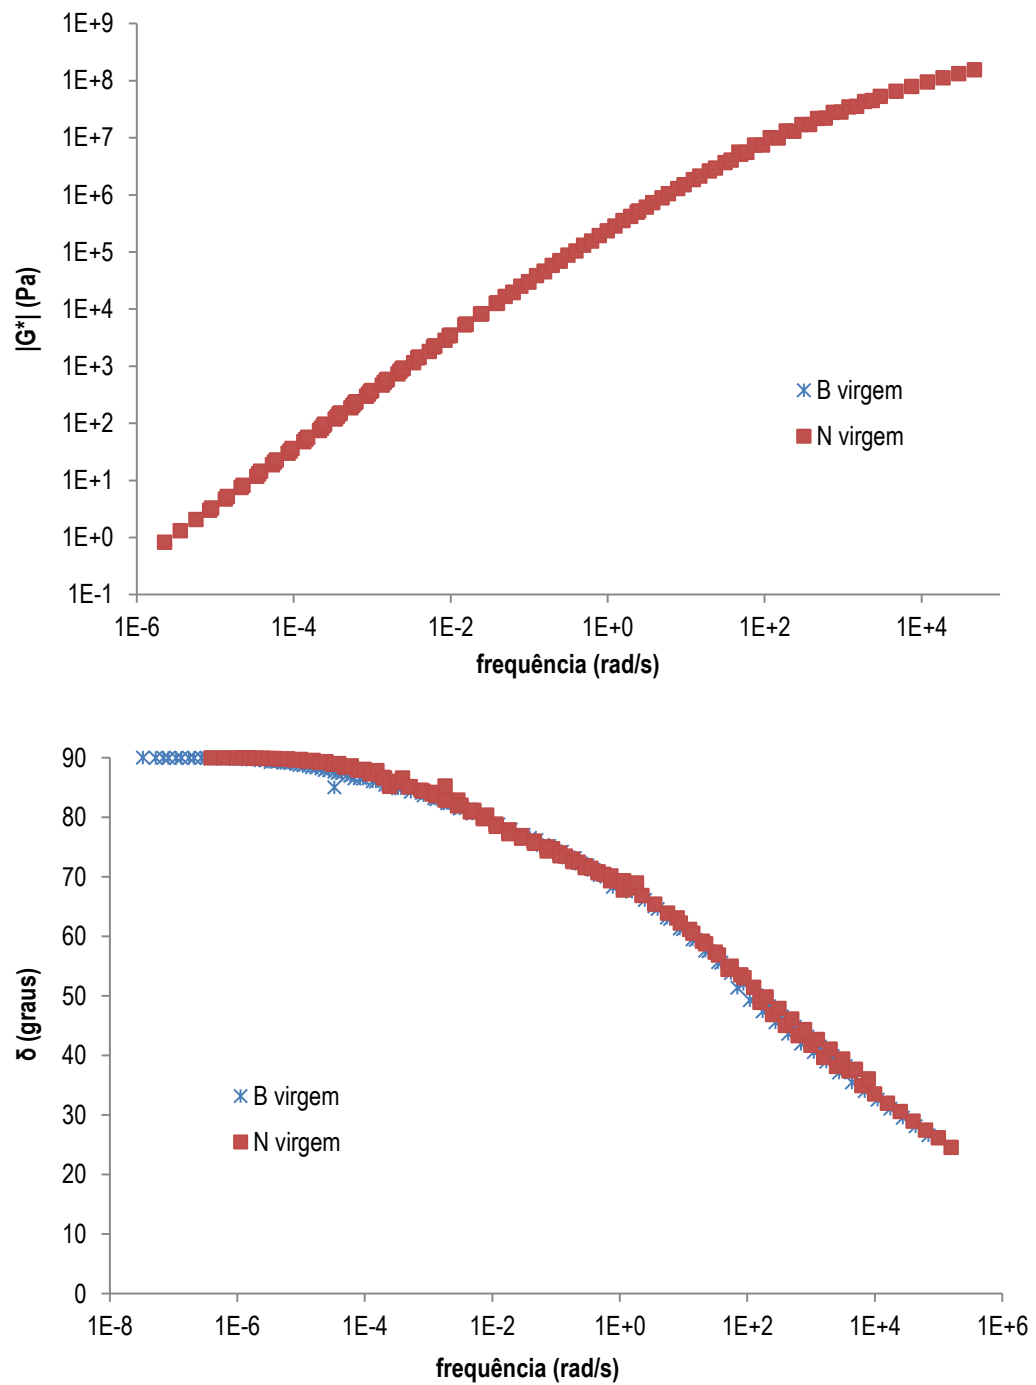 1E+9
1E+8
1E+7
1E+6
1E+5
1E+4
1E+3
1E+2
1E+1
1E+0
1E-1
|G*| (Pa)
B virgem
N virgem
1E-6 1E-4 1E-2 1E+0 1E+2 1E+4
frequência (rad/s)
90
80
70
60
50
40
30
20
10
0
δ (graus)
B virgem
N virgem
1E-8 1E-6 1E-4 1E-2 1E+0 1E+2 1E+4 1E+6
frequência (rad/s)